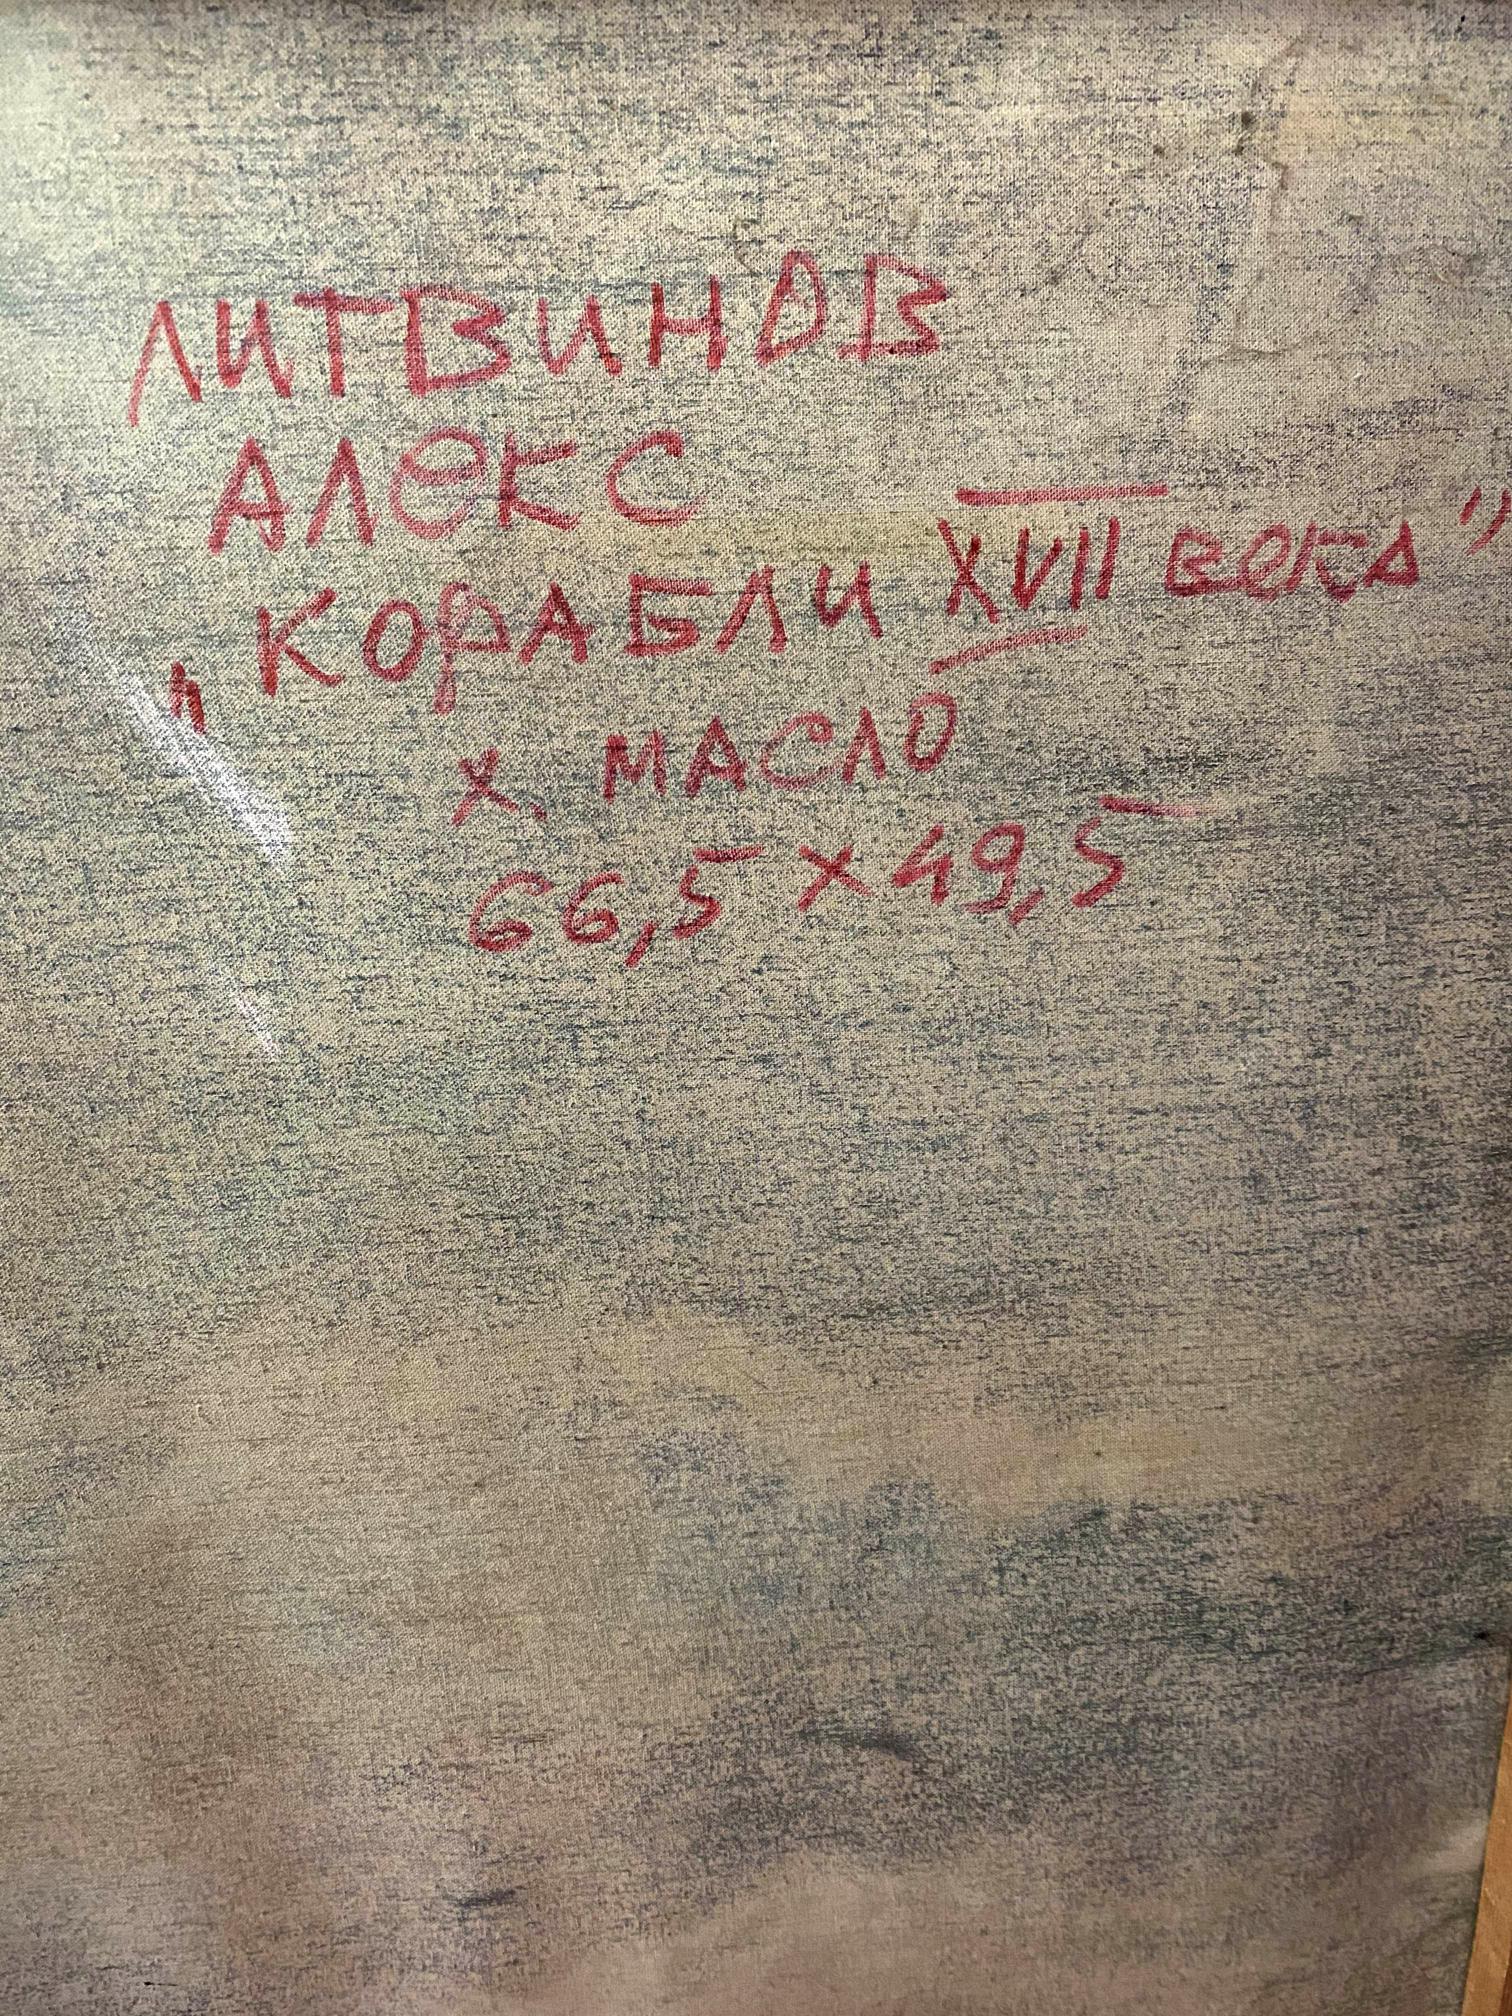 ЛИТВИНОВ
АЛЕКС
„КОРАБЛИ XVII ВЕКА”
Х. МАСЛО
66,5 × 49,5